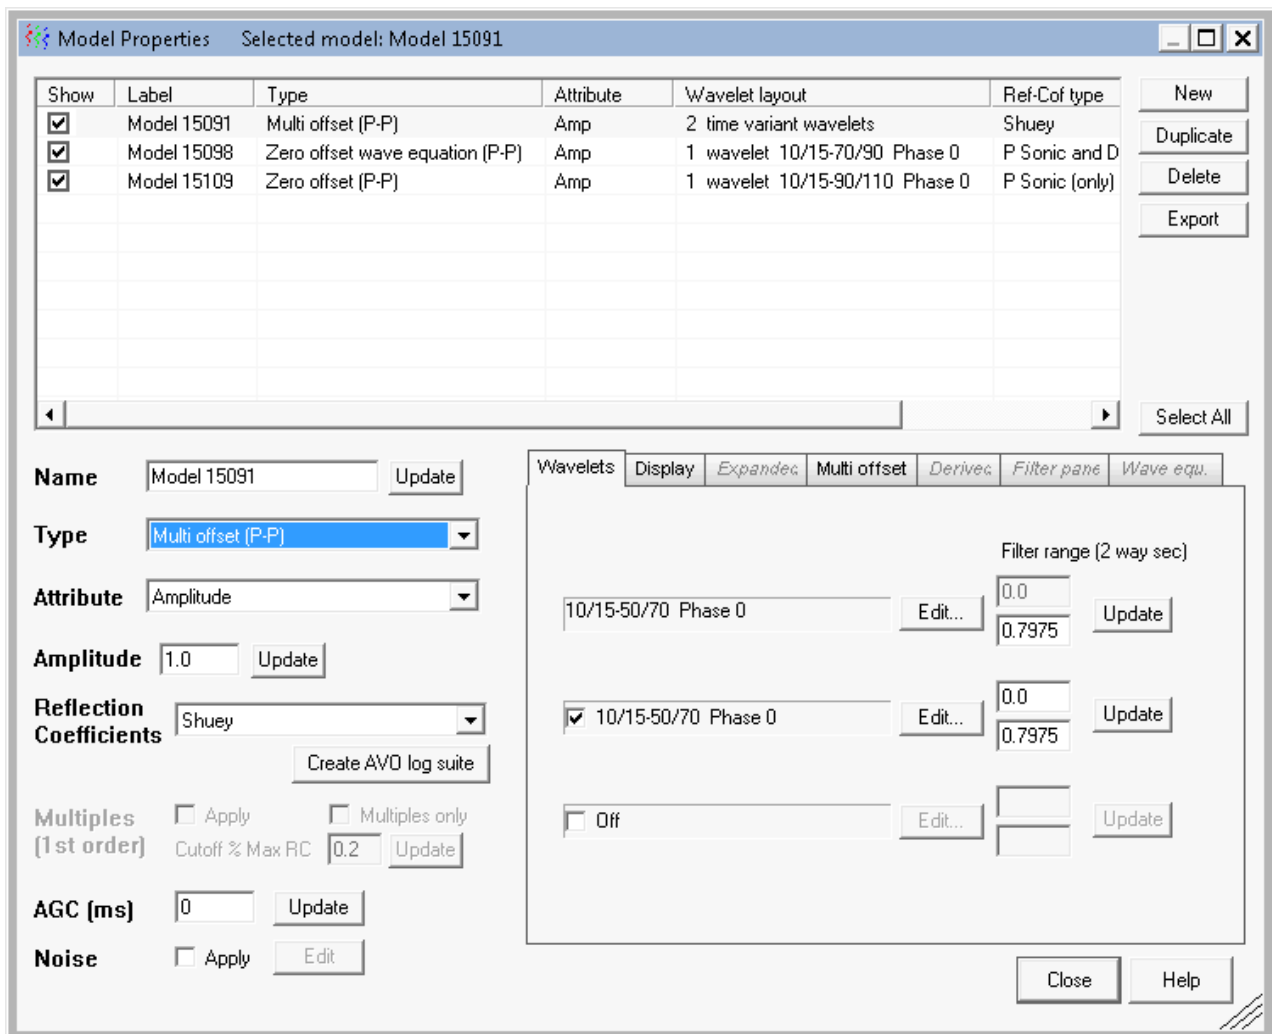 Model Properties Selected model: Model 15091
Show Label Type Attribute Wavelet layout Ref-Cof type
Model 15091 Multi offset (P-P) Amp 2 time variant wavelets Shuey
Model 15098 Zero offset wave equation (P-P) Amp 1 wavelet 10/15-70/90 Phase 0 P Sonic and D
Model 15109 Zero offset (P-P) Amp 1 wavelet 10/15-90/110 Phase 0 P Sonic (only)
New
Duplicate
Delete
Export
Select All
Name Model 15091 Update
Type Multi offset (P-P)
Attribute Amplitude
Amplitude 1.0 Update
Reflection
Coefficients Shuey
Create AVO log suite
Multiples
(1st order)
Apply Multiples only
Cutoff % Max RC 0.2 Update
AGC (ms) 0 Update
Noise Apply Edit
Wavelets Display Expandec Multi offset Derivec Filter pane Wave equ.
Filter range (2 way sec)
10/15-50/70 Phase 0 Edit... 0.0
0.7975 Update
10/15-50/70 Phase 0 Edit... 0.0
0.7975 Update
Off Edit... Update
Close Help